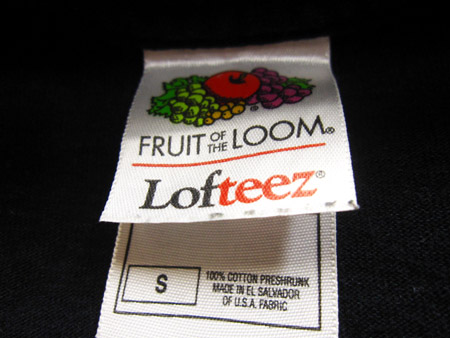 FRUIT OF THE LOOM®
Lofteez®
S
100% COTTON PRESHRUNK
MADE IN EL SALVADOR
OF U.S.A. FABRIC